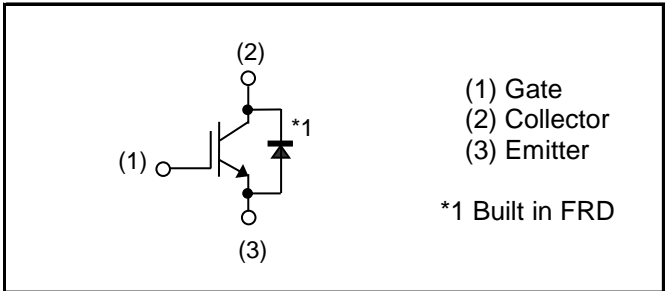 (2)
*1
(1)
(3)
(1) Gate
(2) Collector
(3) Emitter
*1 Built in FRD